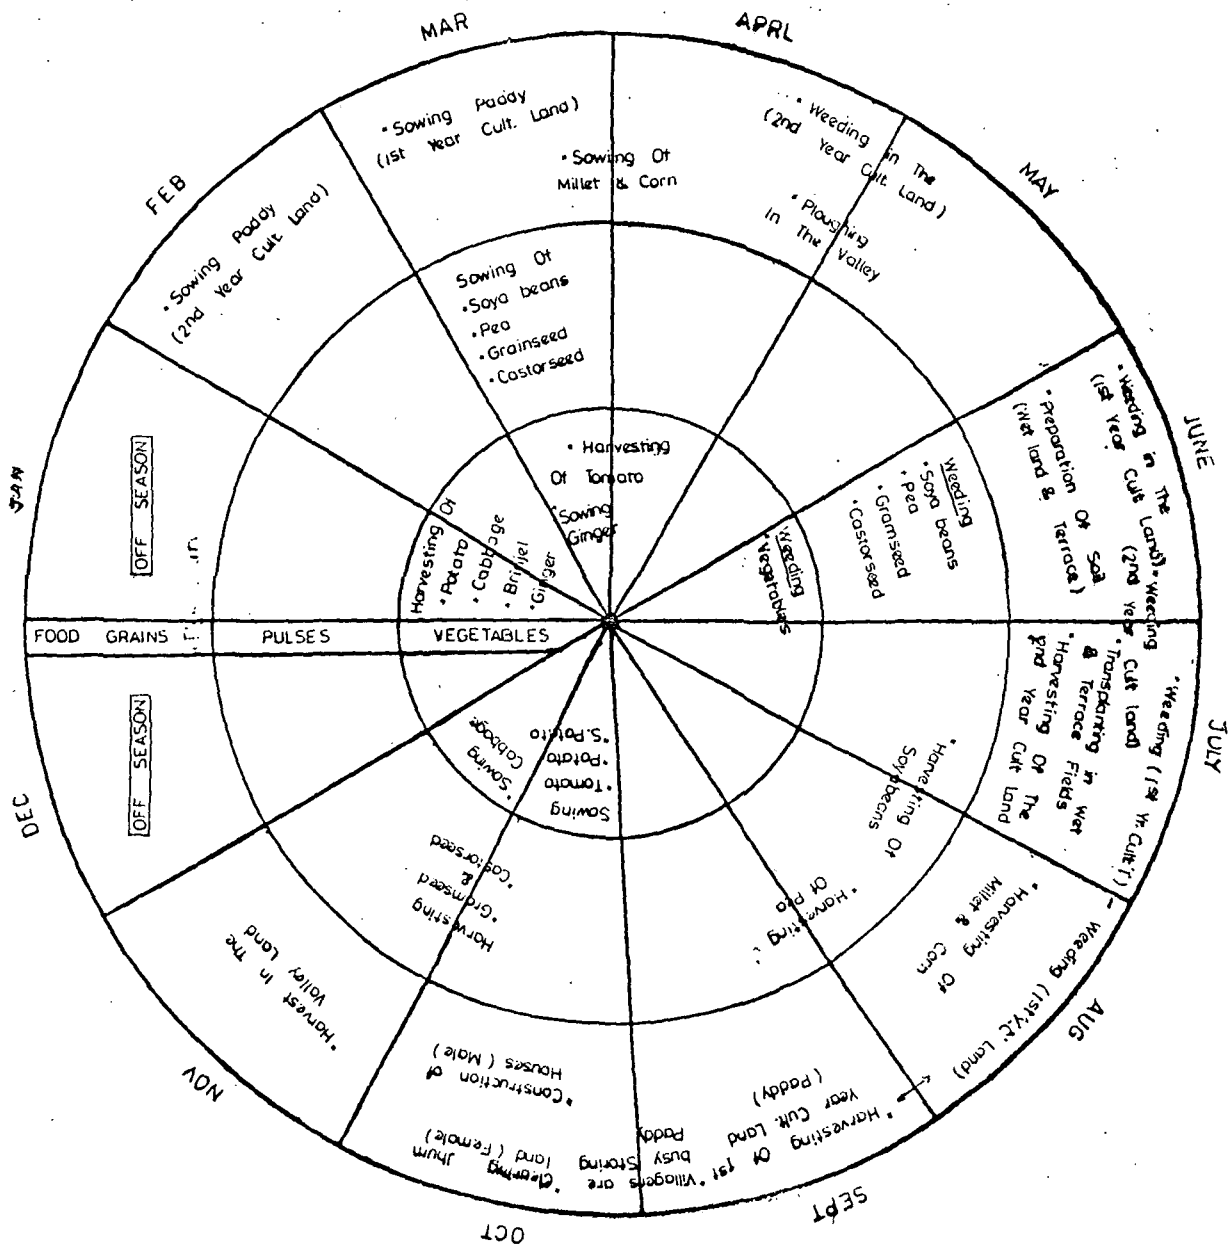 MAR
APRL
MAY
JUNE
JULY
AUG
SEPT
OCT
NOV
DEC
JAN
FEB
• Sowing Paddy
(1st Year Cult. Land)
• Sowing Of
Millet & Corn
• Weeding in The
(2nd Year Cult. Land)
• Ploughing
In The Valley
• Weeding in The
(1st Year Cult Land)
• Weeding
(2nd Year Cult land)
• Preparation Of Soil
(Wet land & Terrace)
• Weeding (1st Yr. Cult'l)
• Transplanting in Wet
& Terrace Fields
• Harvesting Of The
2nd Year Cult land
- Weeding (1st Y.C. Land)
• Harvesting Of
Millet & Corn
• Harvesting Of 1st
Year Cult. Land
(Paddy)
• Villagers are
busy Storing
Paddy
• Clearing Jhum
land (Female)
• Construction of
Houses (Male)
• Harvest In The
Valley Land
OFF SEASON
OFF SEASON
• Sowing Paddy
(2nd Year Cult Land)
FOOD GRAINS
PULSES
VEGETABLES
Sowing Of
• Soya beans
• Pea
• Grainseed
• Castorseed
Weeding
• Soya beans
• Pea
• Gramseed
• Castorseed
• Harvesting Of
Soyabeans
• Harvesting
Of Pea
Harvesting
• Gramseed
&
• Castorseed
• Harvesting
Of Tomato
• Sowing
Ginger
Weeding
• Vegetables
Sowing
• Tomato
• Potato
• S. Potato
• Sowing
Cabbage
Harvesting Of
• Potato
• Cabbage
• Brinjel
• Ginger